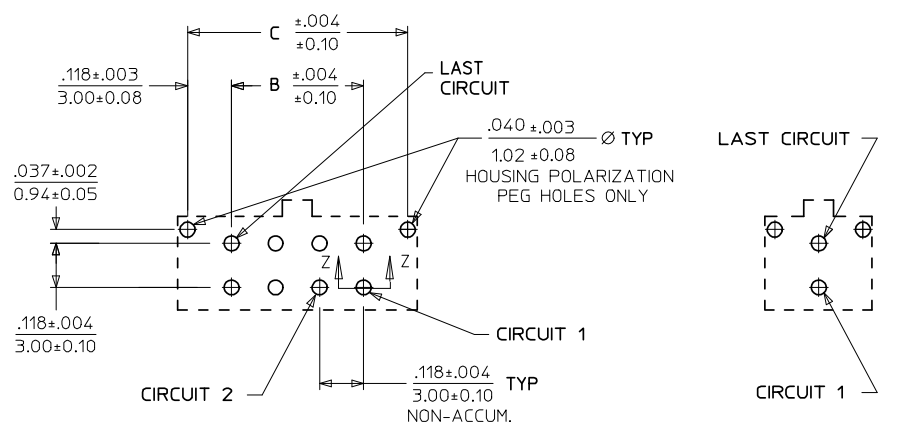 C ±.004
±0.10
.118±.003
3.00±0.08
B ±.004
±0.10
LAST
CIRCUIT
.040 ±.003
1.02 ±0.08
Ø TYP
HOUSING POLARIZATION
PEG HOLES ONLY
LAST CIRCUIT
.037±.002
0.94±0.05
Z Z
.118±.004
3.00±0.10
CIRCUIT 1
CIRCUIT 2
.118±.004
3.00±0.10
TYP
NON-ACCUM.
CIRCUIT 1